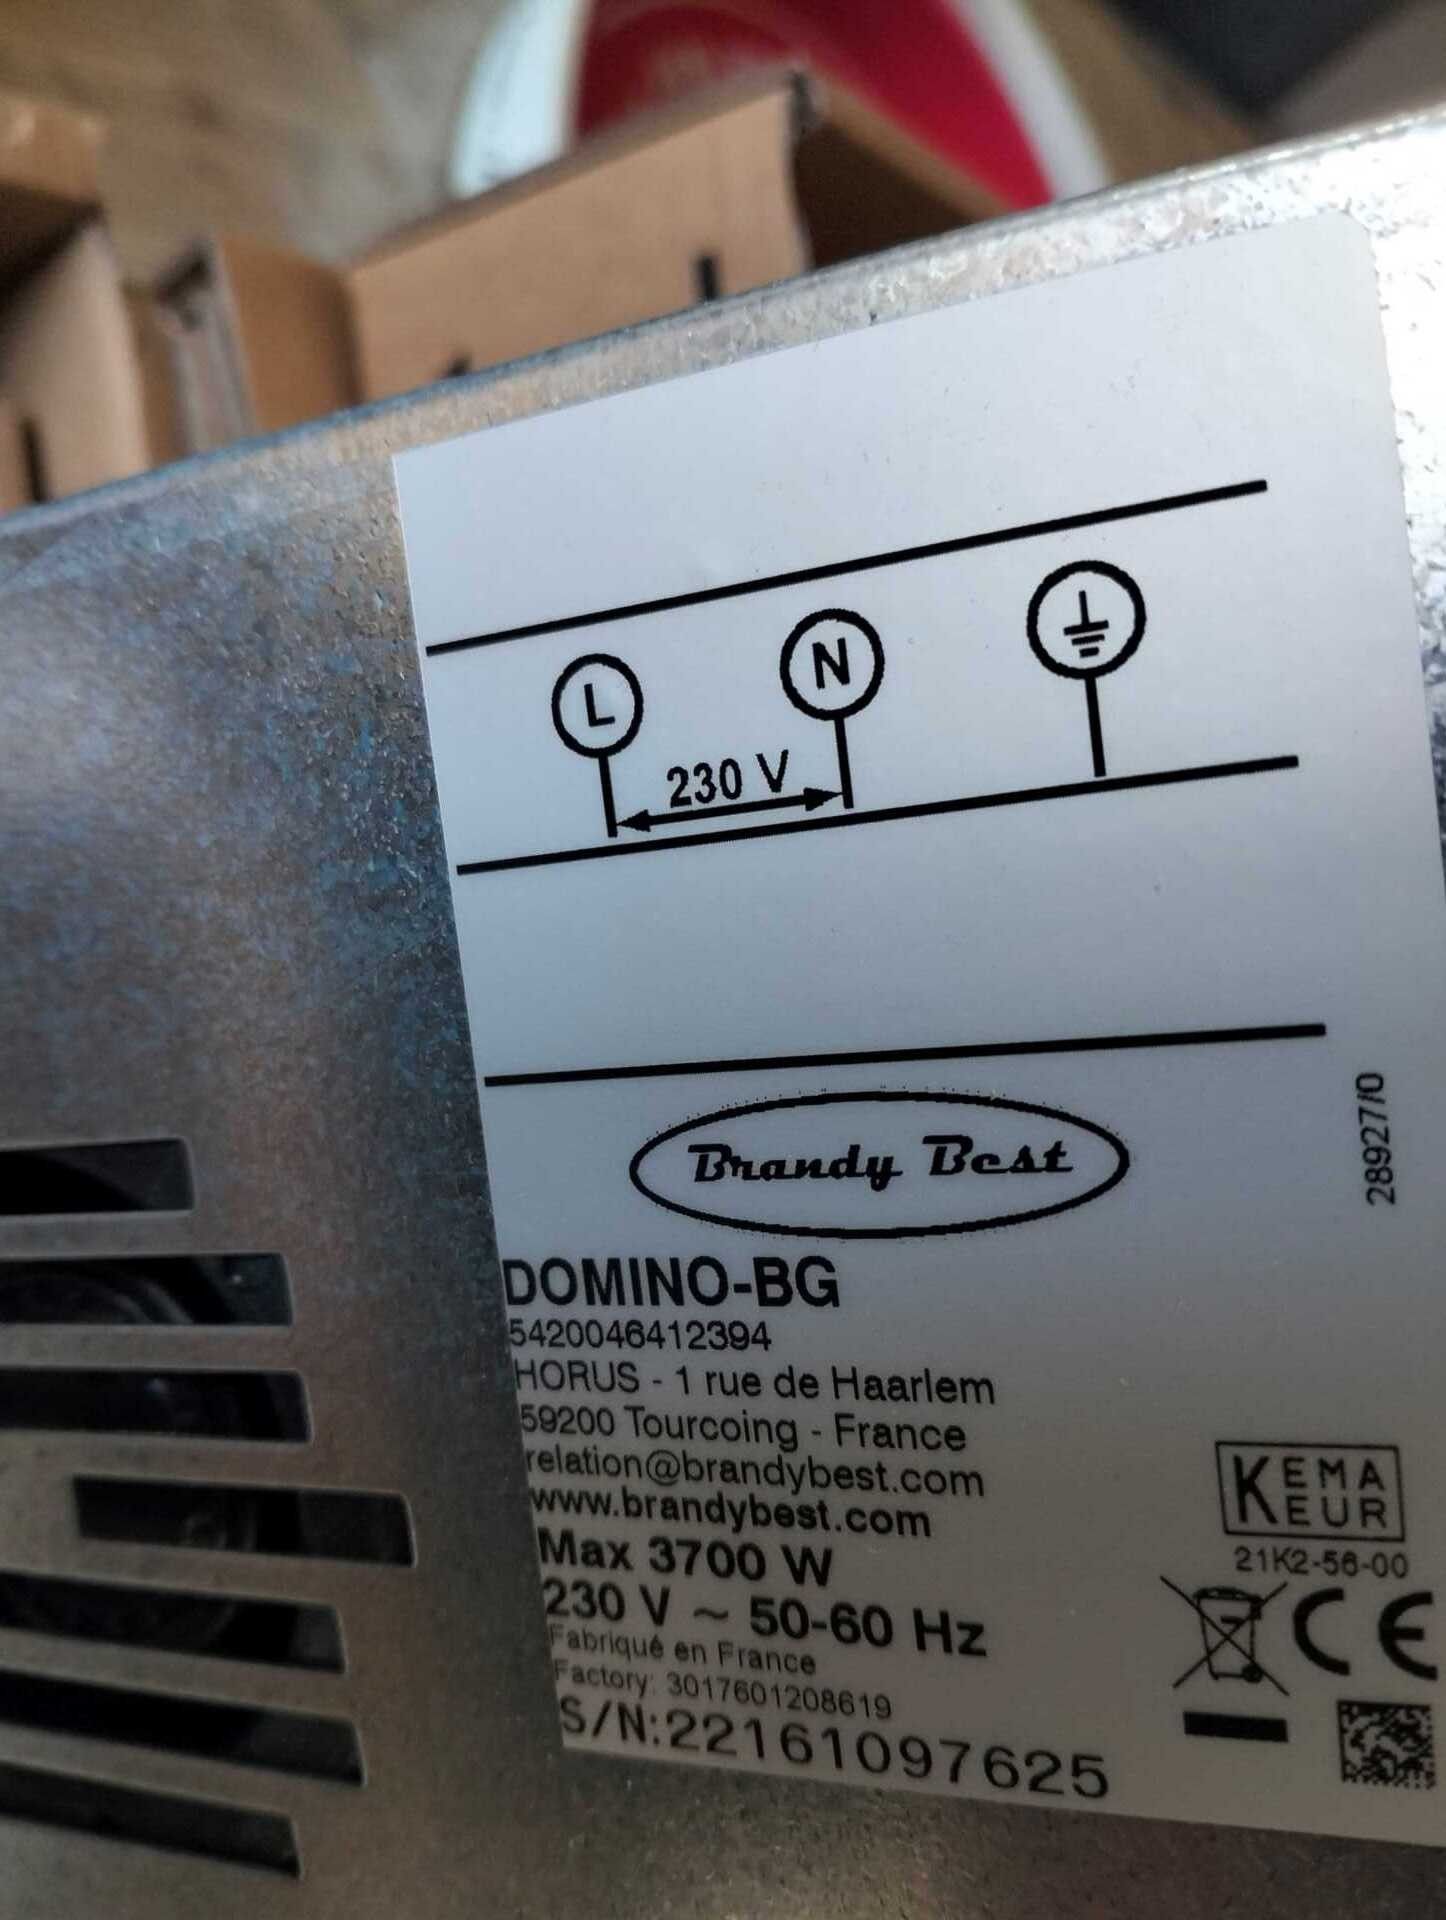 L
N
230 V
28927/0
Brandy Best
DOMINO-BG
5420046412394
HORUS - 1 rue de Haarlem
59200 Tourcoing - France
relation@brandybest.com
www.brandybest.com
Max 3700 W
230 V ~ 50-60 Hz
Fabriqué en France
Factory: 3017601208619
S/N:22161097625
KEMA
KEUR
21K2-56-00
CE